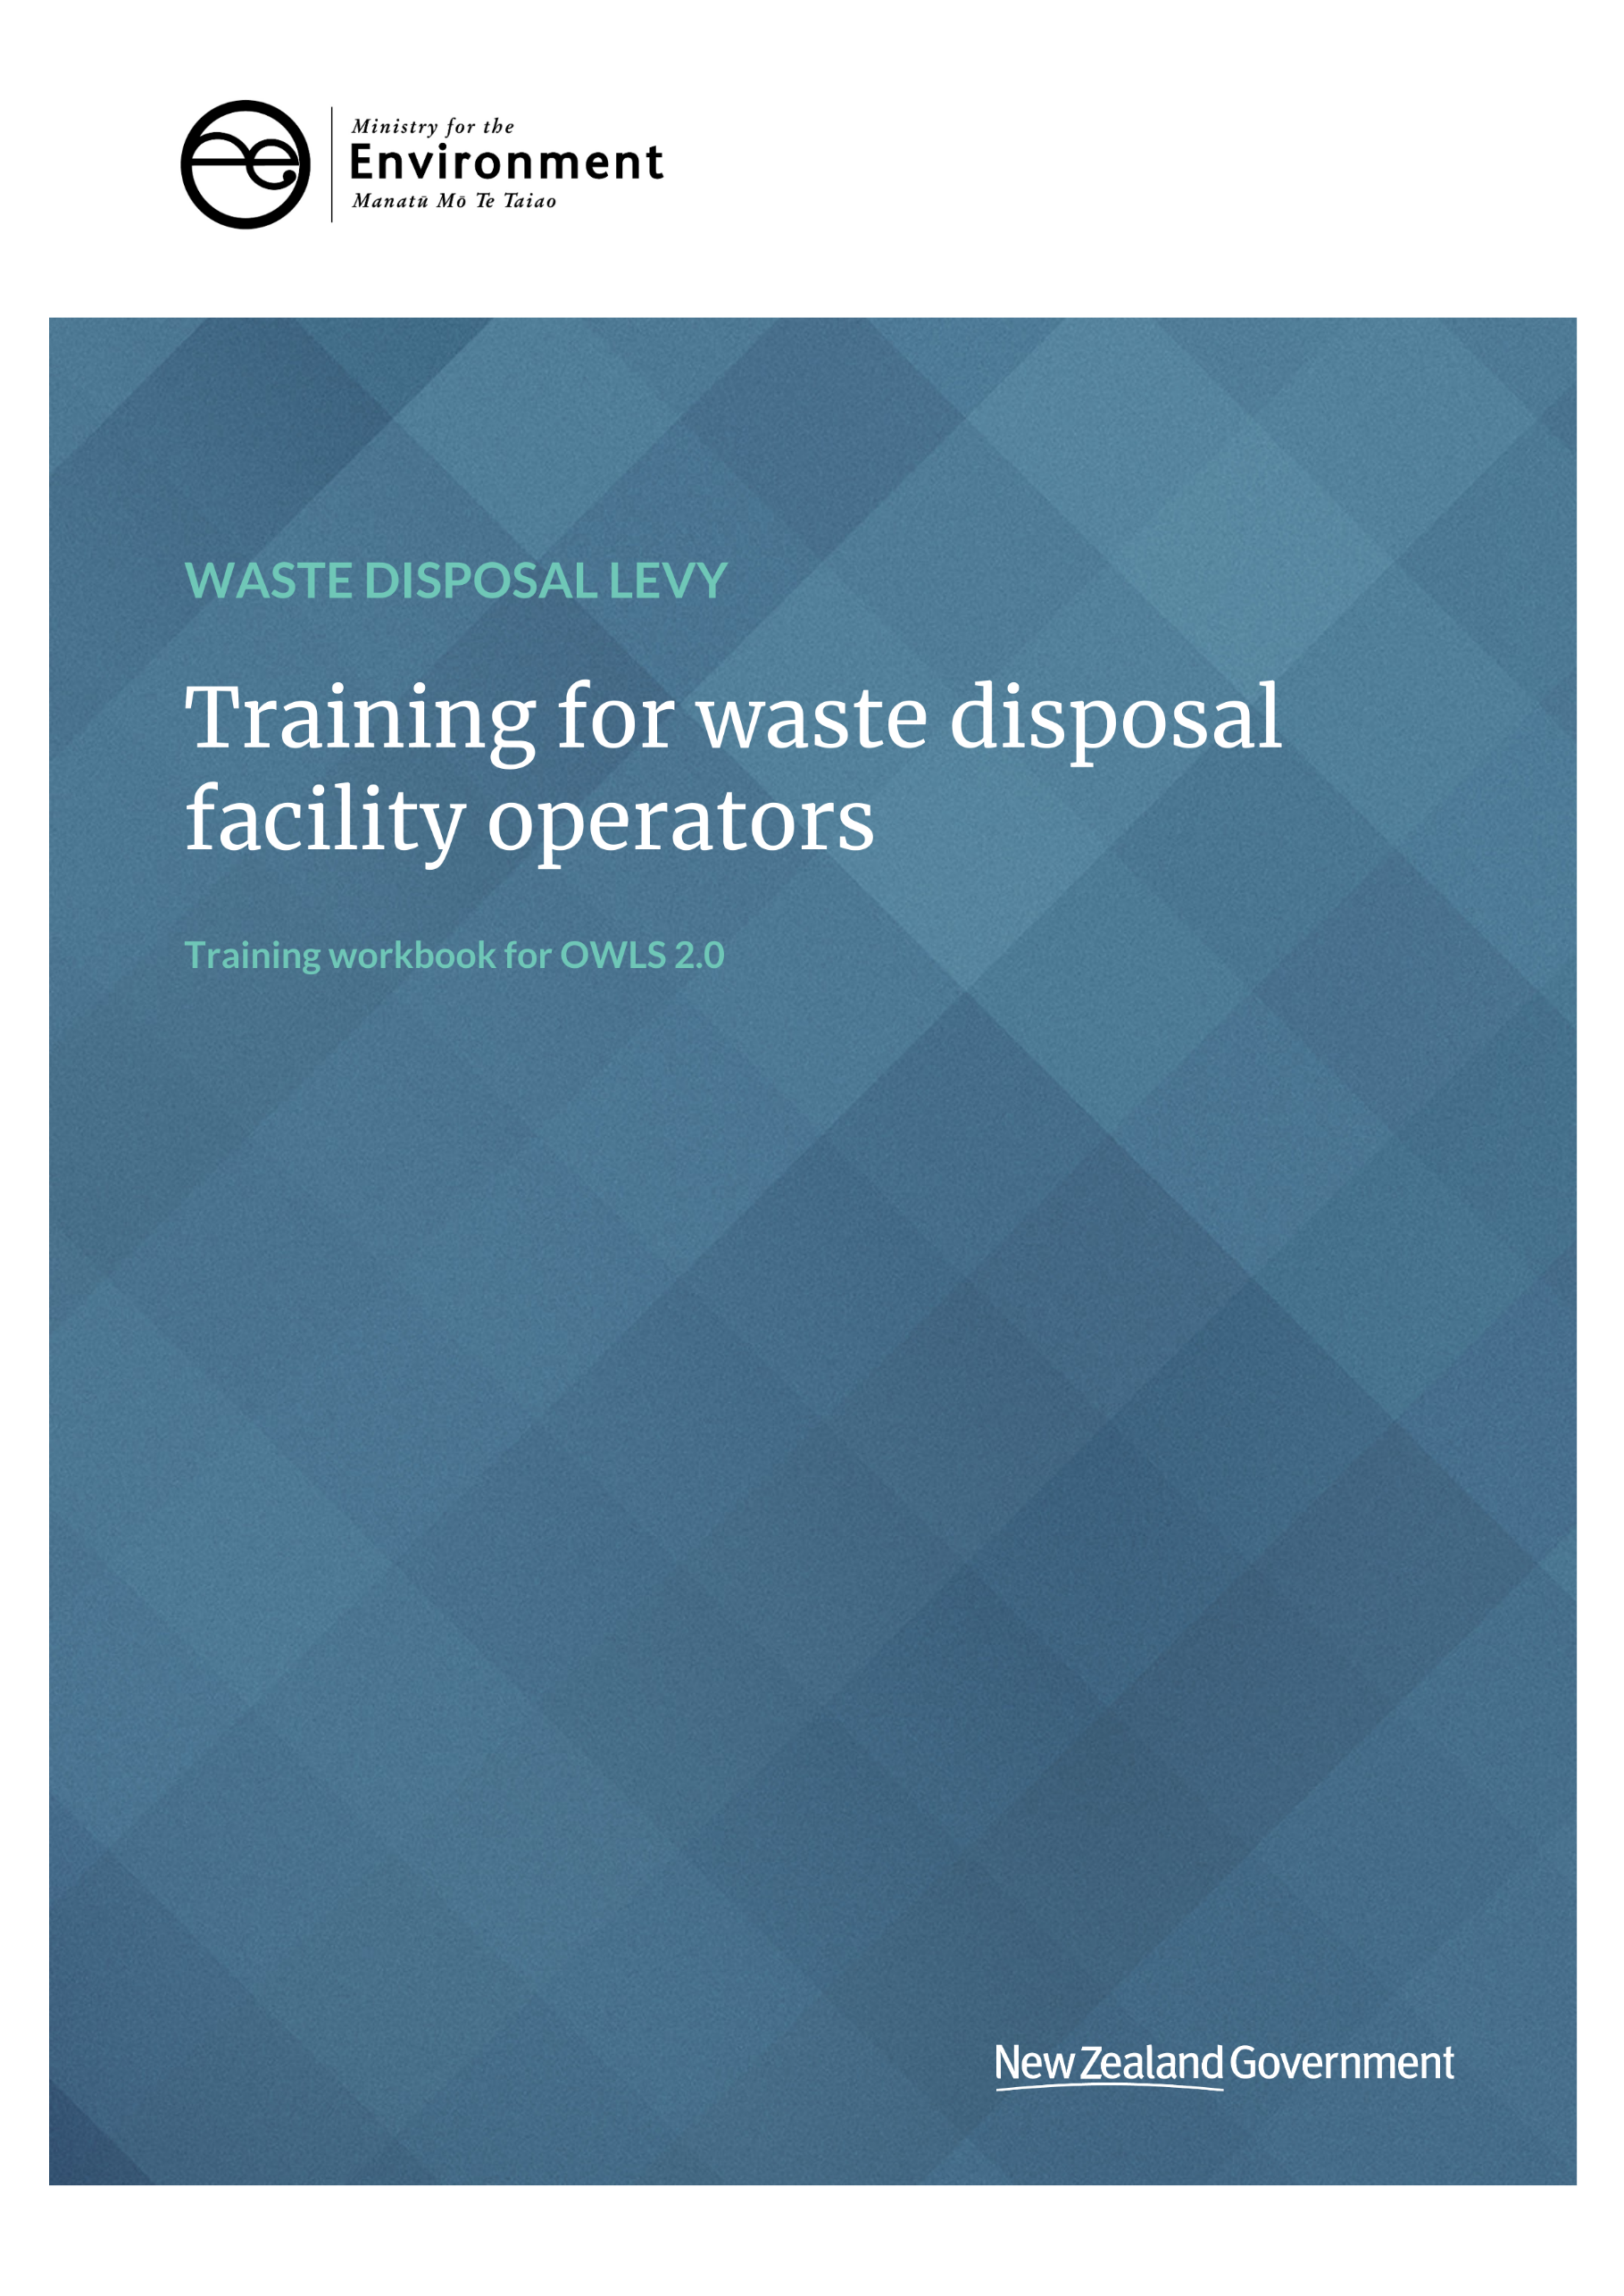 Ministry for the
Environment
Manatū Mō Te Taiao
WASTE DISPOSAL LEVY
Training for waste disposal
facility operators
Training workbook for OWLS 2.0
New Zealand Government